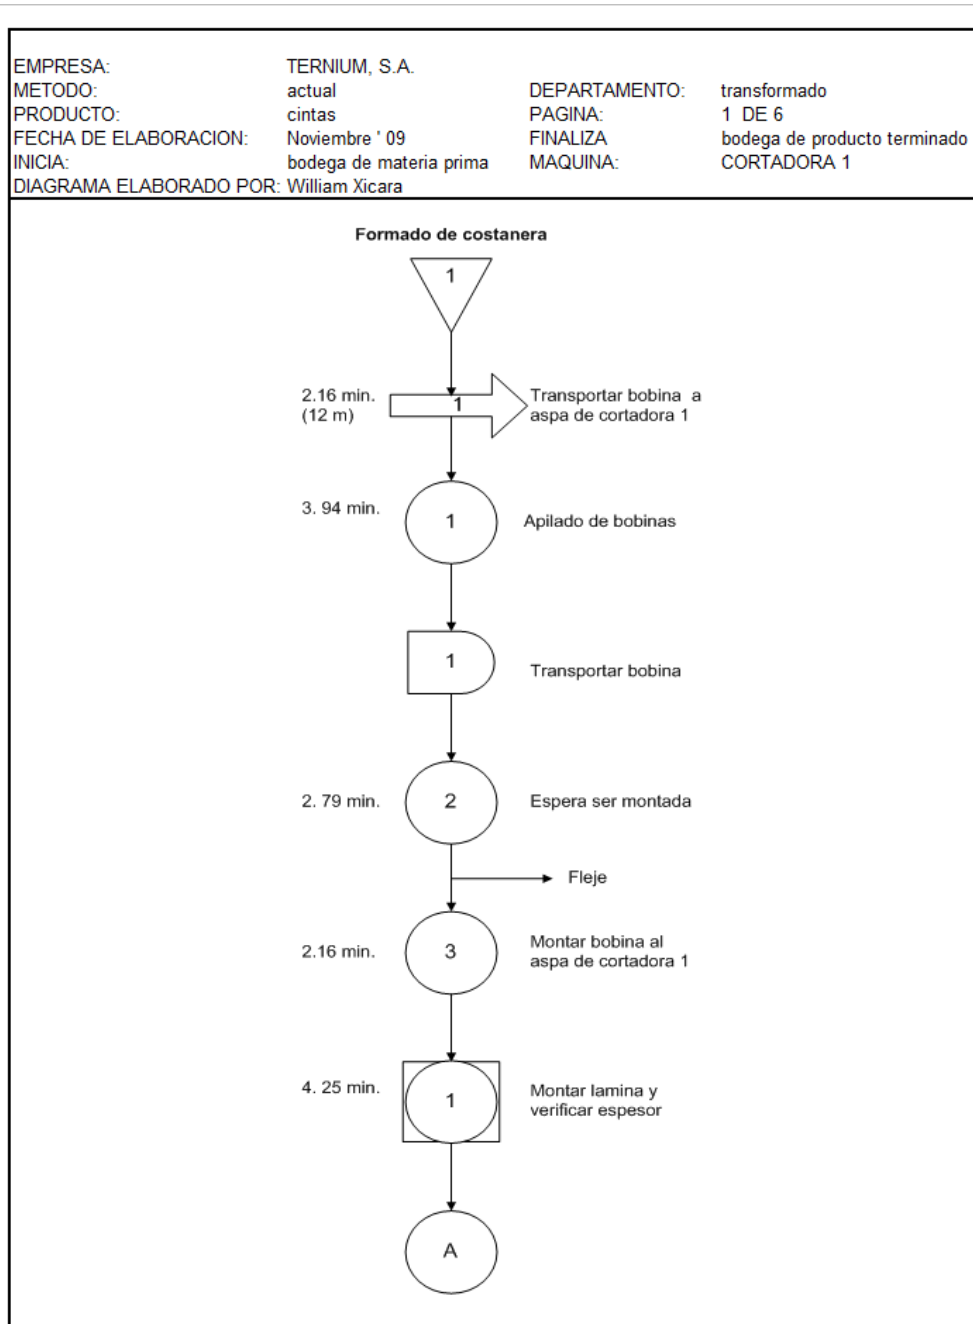 EMPRESA: TERNIUM, S.A.
METODO: actual DEPARTAMENTO: transformado
PRODUCTO: cintas PAGINA: 1 DE 6
FECHA DE ELABORACION: Noviembre ' 09 FINALIZA bodega de producto terminado
INICIA: bodega de materia prima MAQUINA: CORTADORA 1
DIAGRAMA ELABORADO POR: William Xicara
Formado de costanera
1
2.16 min.
(12 m)
1
Transportar bobina a
aspa de cortadora 1
3. 94 min.
1
Apilado de bobinas
1
Transportar bobina
2. 79 min.
2
Espera ser montada
Fleje
2.16 min.
3
Montar bobina al
aspa de cortadora 1
4. 25 min.
1
Montar lamina y
verificar espesor
A